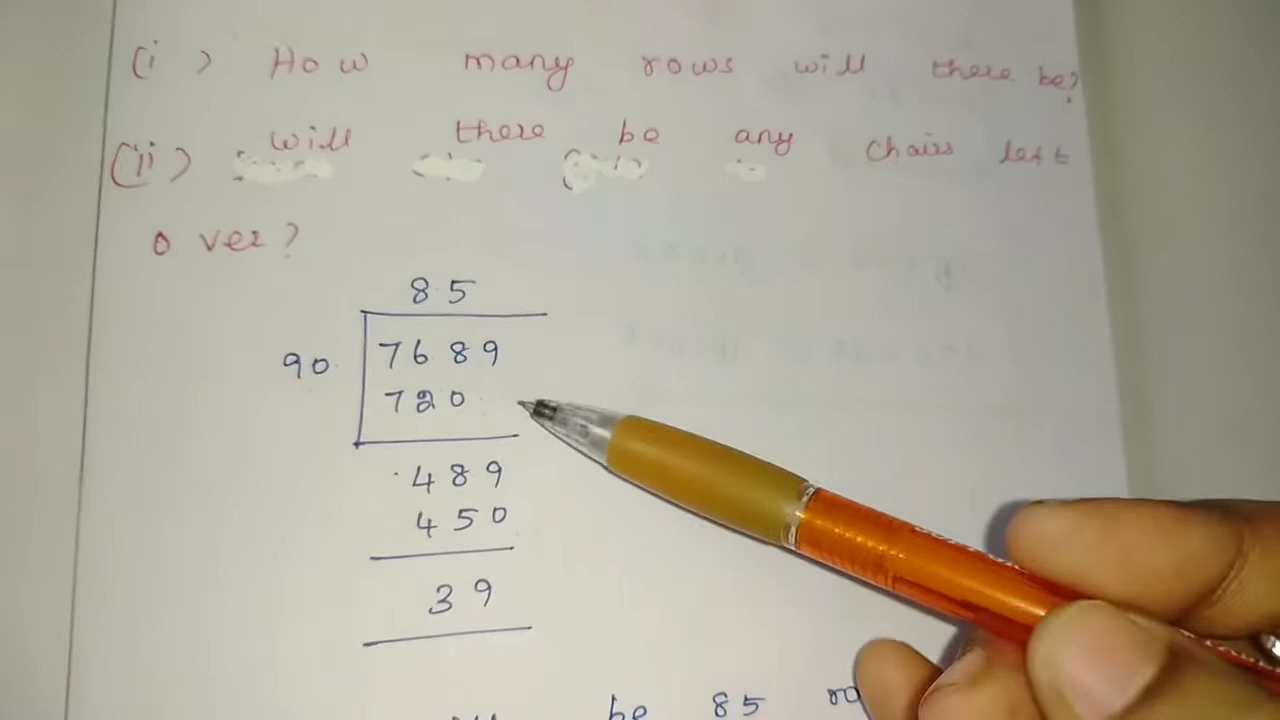 (i) How many rows will there be?
(ii) will there be any chairs left
over?
85
90 7689
720
489
450
39
be 85